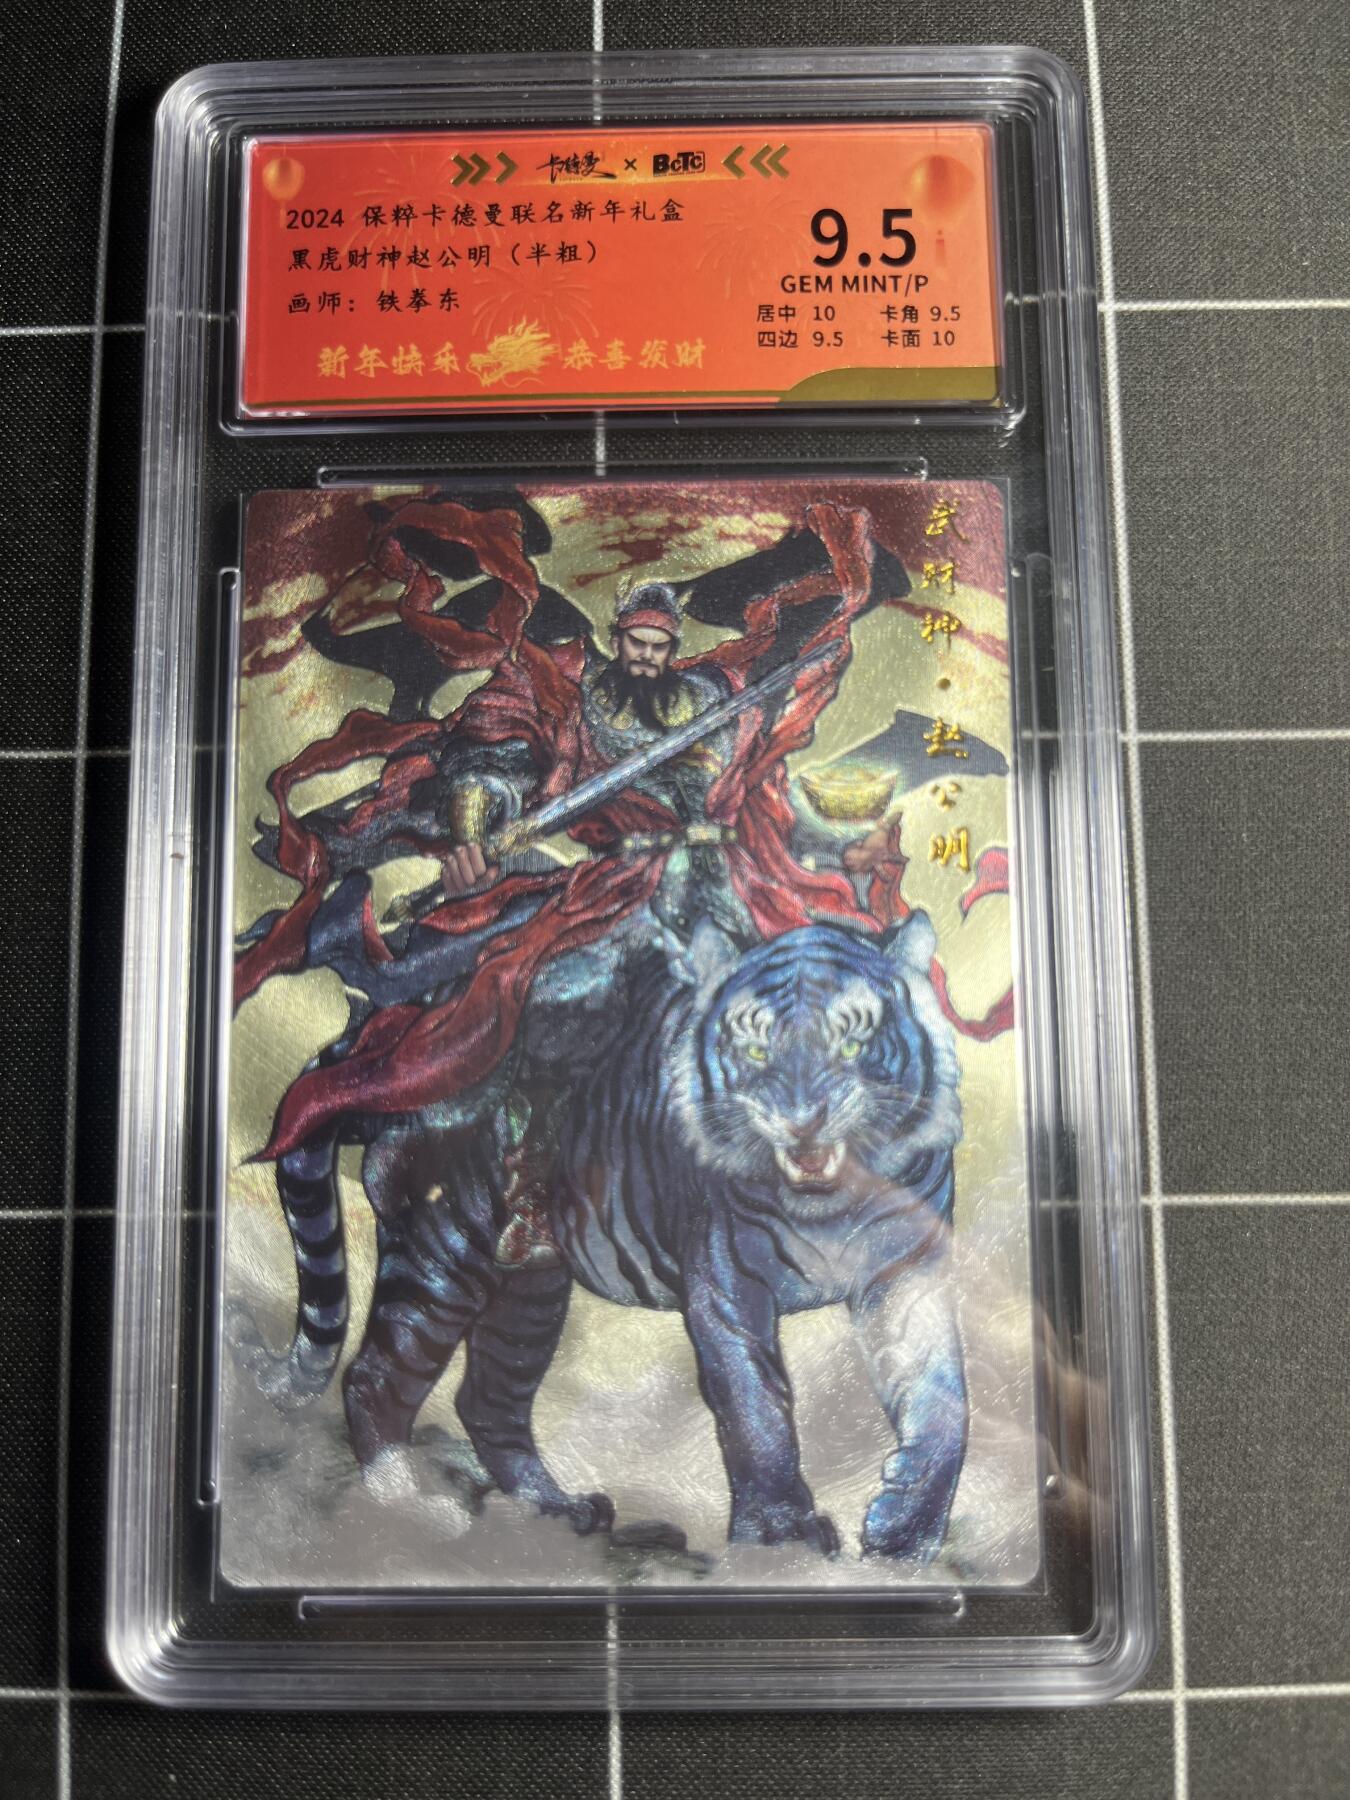 卡德曼 × BCTC
2024 保粹卡德曼联名新年礼盒
黑虎财神赵公明（半粗）
画师：铁拳东
新年快乐 恭喜发财
9.5
GEM MINT/P
居中 10 卡角 9.5
四边 9.5 卡面 10
武财神·赵公明